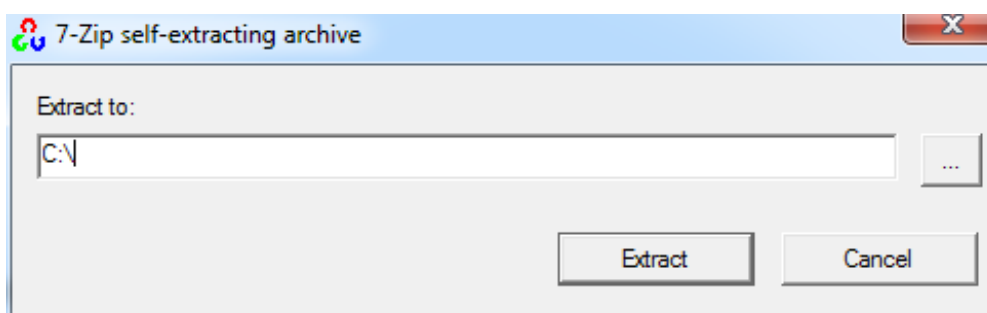 7-Zip self-extracting archive
Extract to:
C:\
...
Extract
Cancel